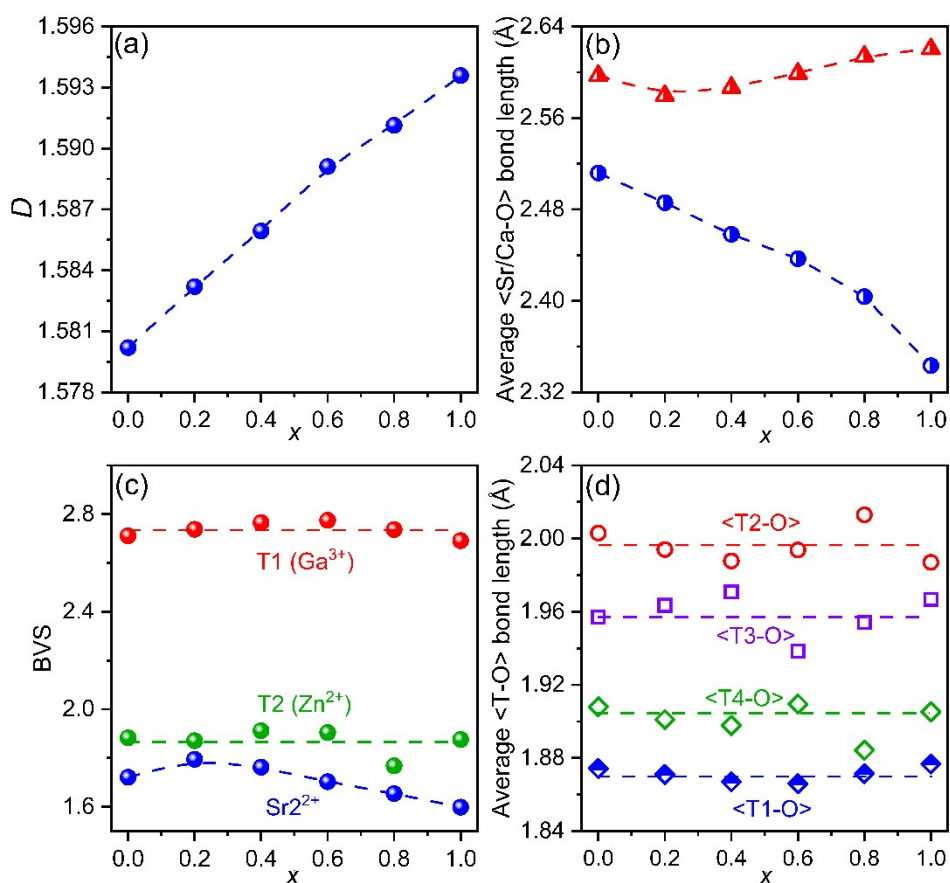 (a)
1.596
1.593
1.590
1.587
1.584
1.581
1.578
D
0.0 0.2 0.4 0.6 0.8 1.0
x
(b)
2.64
2.56
2.48
2.40
2.32
Average <Sr/Ca-O> bond length (Å)
0.0 0.2 0.4 0.6 0.8 1.0
x
(c)
2.8
2.4
2.0
1.6
BVS
T1 (Ga³⁺)
T2 (Zn²⁺)
Sr2²⁺
0.0 0.2 0.4 0.6 0.8 1.0
x
(d)
2.04
2.00
1.96
1.92
1.88
1.84
Average <T-O> bond length (Å)
<T2-O>
<T3-O>
<T4-O>
<T1-O>
0.0 0.2 0.4 0.6 0.8 1.0
x